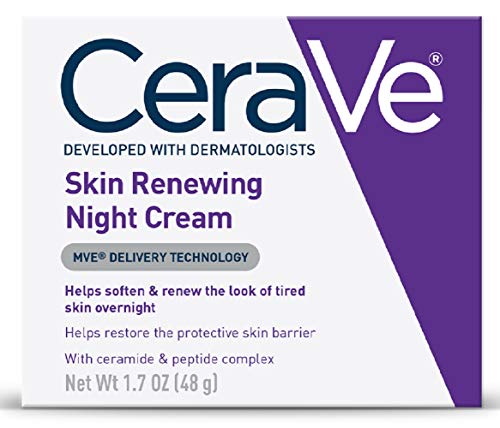 CeraVe®
DEVELOPED WITH DERMATOLOGISTS
Skin Renewing
Night Cream
MVE® DELIVERY TECHNOLOGY
Helps soften & renew the look of tired
skin overnight
Helps restore the protective skin barrier
With ceramide & peptide complex
Net Wt 1.7 OZ (48 g)